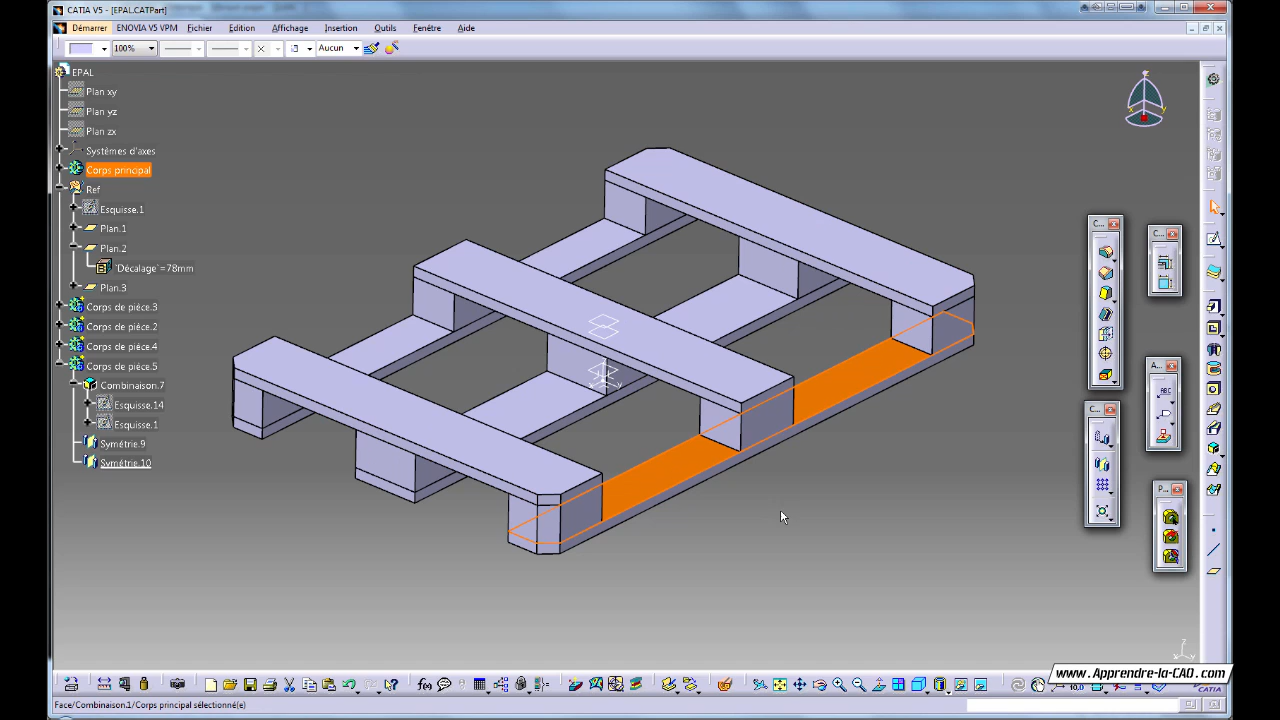 CATIA V5 - [EPAL.CATPart]
Démarrer ENOVIA V5 VPM Fichier Edition Affichage Insertion Outils Fenêtre Aide
100% Aucun
EPAL
Plan xy
Plan yz
Plan zx
Systèmes d'axes
Corps principal
Ref
Esquisse.1
Plan.1
Plan.2
`Décalage`=78mm
Plan.3
Corps de pièce.3
Corps de pièce.2
Corps de pièce.4
Corps de pièce.5
Combinaison.7
Esquisse.14
Esquisse.1
Symétrie.9
Symétrie.10
C...
C...
A...
C...
P...
www.Apprendre-la-CAD.com
CATIA
Face/Combinaison.1/Corps principal sélectionné(e)